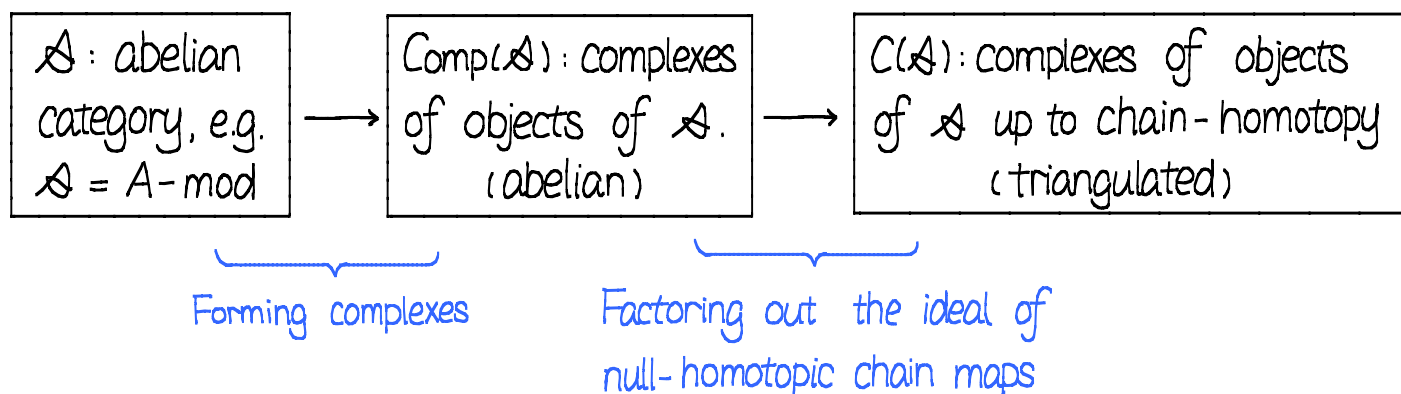 𝒜: abelian
category, e.g.
𝒜 = A-mod
Comp(𝒜): complexes
of objects of 𝒜.
(abelian)
C(𝒜): complexes of objects
of 𝒜 up to chain-homotopy
(triangulated)
Forming complexes
Factoring out the ideal of
null-homotopic chain maps